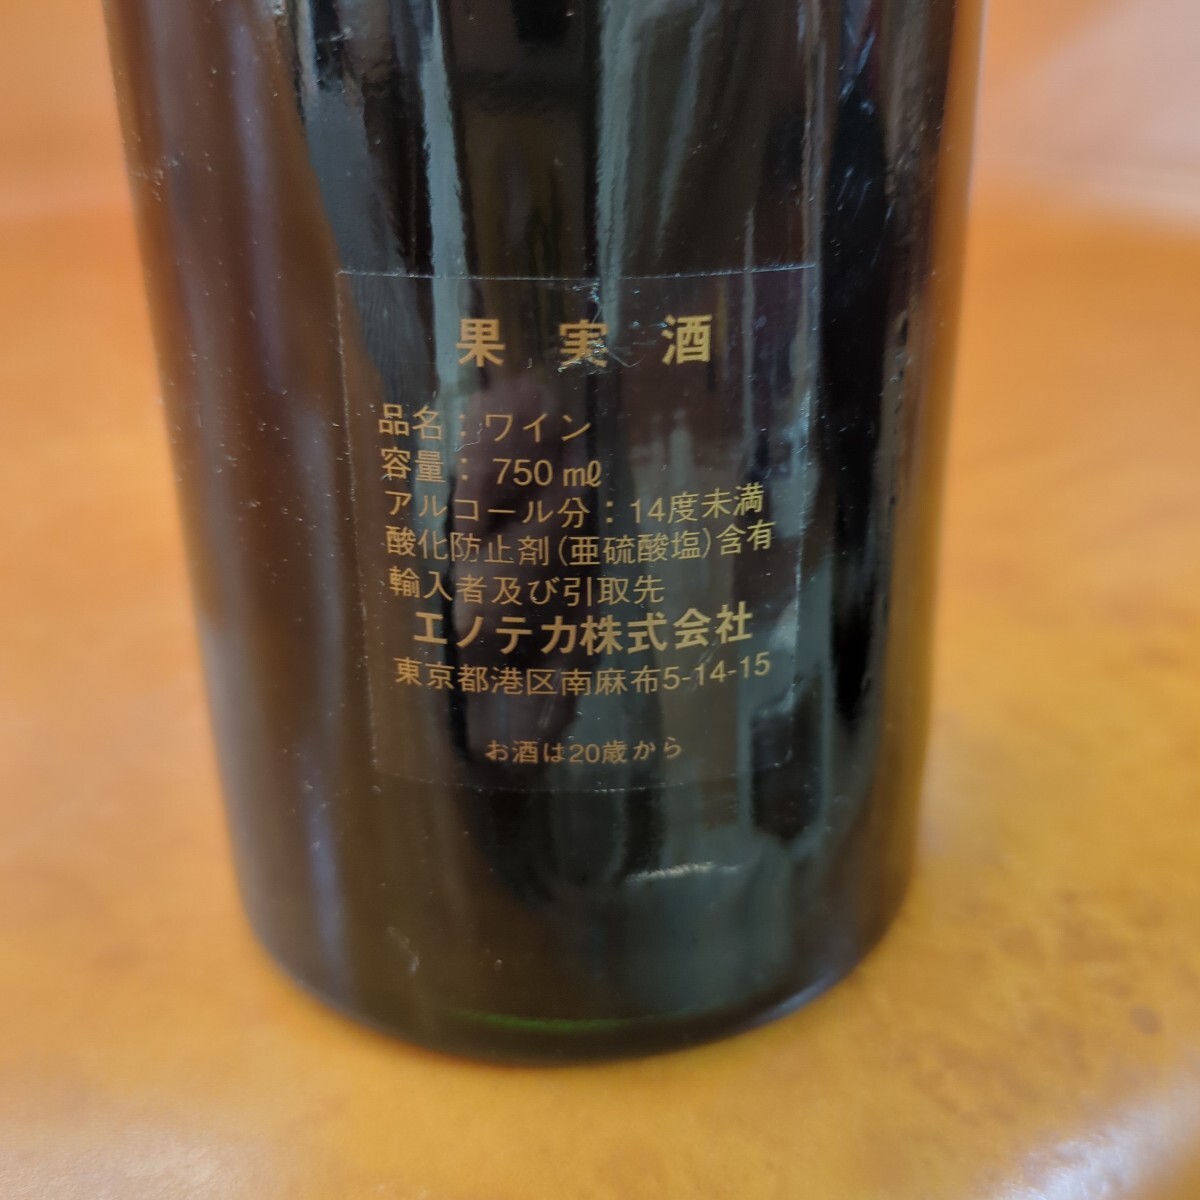 果実酒
品名：ワイン
容量：750㎖
アルコール分：14度未満
酸化防止剤(亜硫酸塩)含有
輸入者及び引取先
エノテカ株式会社
東京都港区南麻布5-14-15
お酒は20歳から